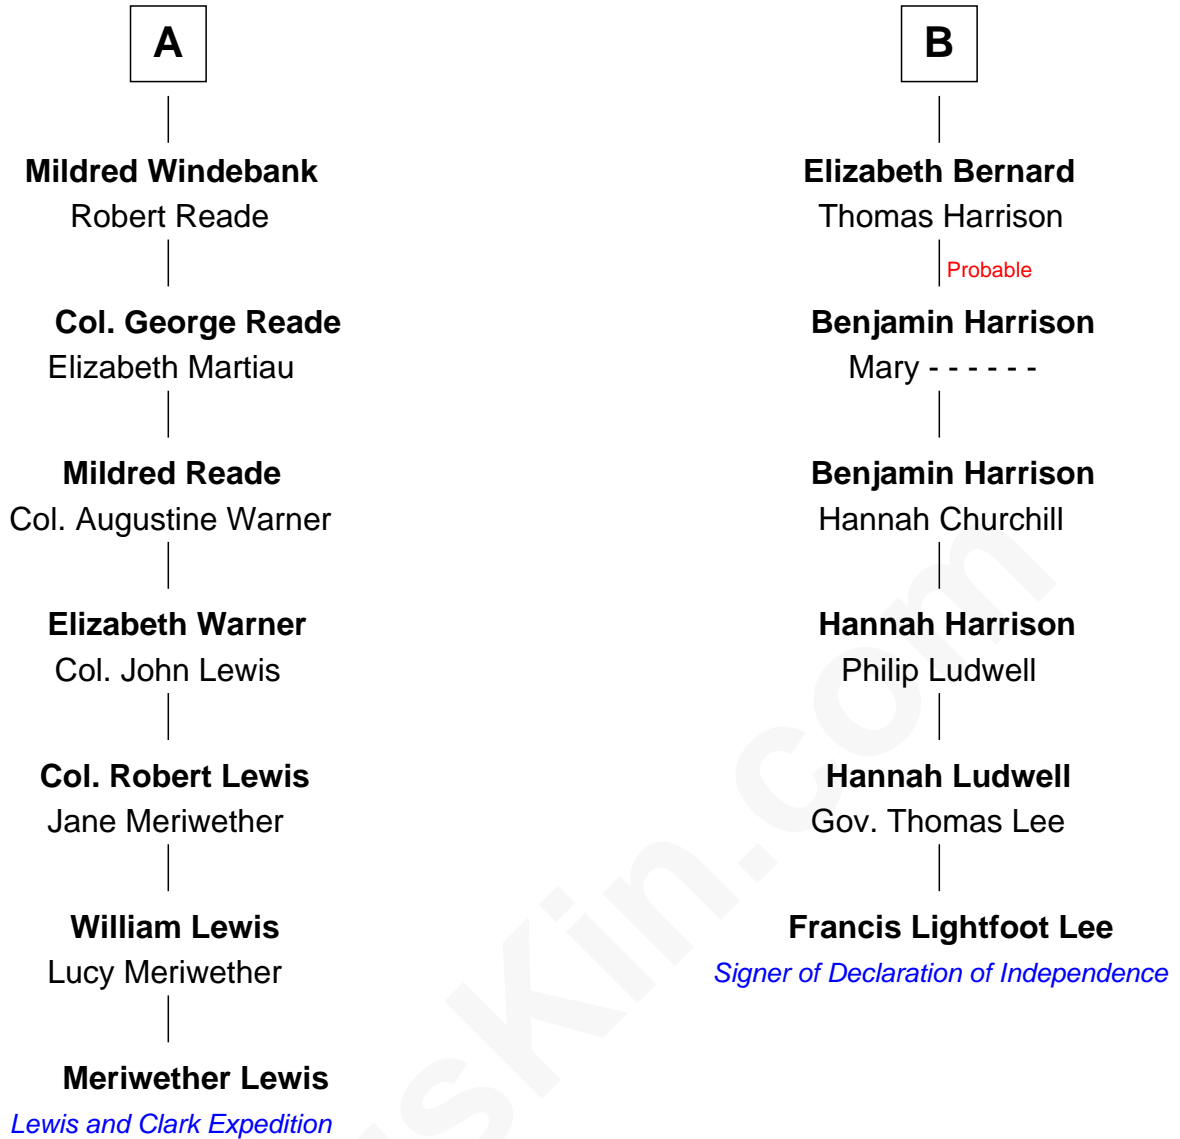 A
Mildred Windebank
Robert Reade
Col. George Reade
Elizabeth Martiau
Mildred Reade
Col. Augustine Warner
Elizabeth Warner
Col. John Lewis
Col. Robert Lewis
Jane Meriwether
William Lewis
Lucy Meriwether
Meriwether Lewis
Lewis and Clark Expedition
B
Elizabeth Bernard
Thomas Harrison
Probable
Benjamin Harrison
Mary - - - - - -
Benjamin Harrison
Hannah Churchill
Hannah Harrison
Philip Ludwell
Hannah Ludwell
Gov. Thomas Lee
Francis Lightfoot Lee
Signer of Declaration of Independence